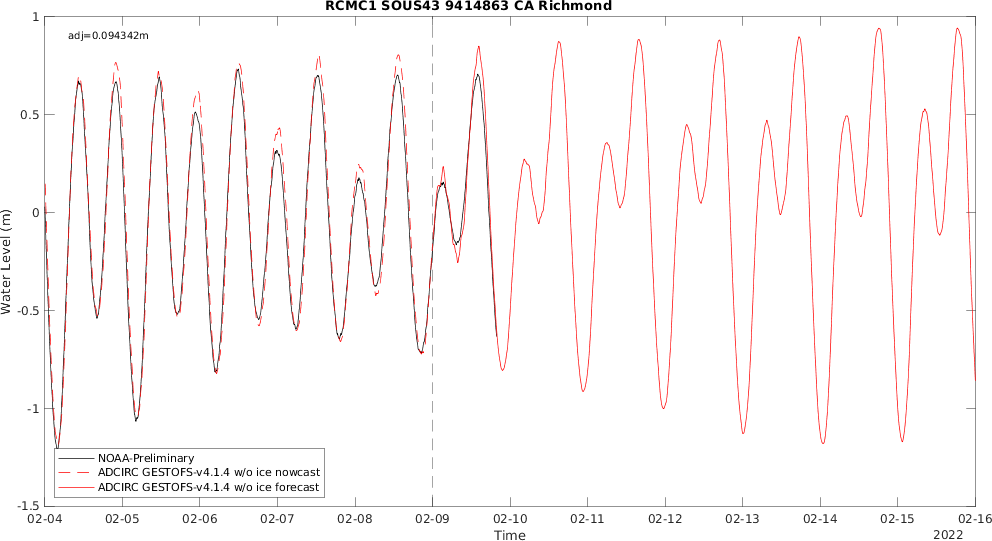 RCMC1 SOUS43 9414863 CA Richmond
adj=0.094342m
1
0.5
0
-0.5
-1
-1.5
Water Level (m)
NOAA-Preliminary
ADCIRC GESTOFS-v4.1.4 w/o ice nowcast
ADCIRC GESTOFS-v4.1.4 w/o ice forecast
02-04 02-05 02-06 02-07 02-08 02-09 02-10 02-11 02-12 02-13 02-14 02-15 02-16
Time
2022